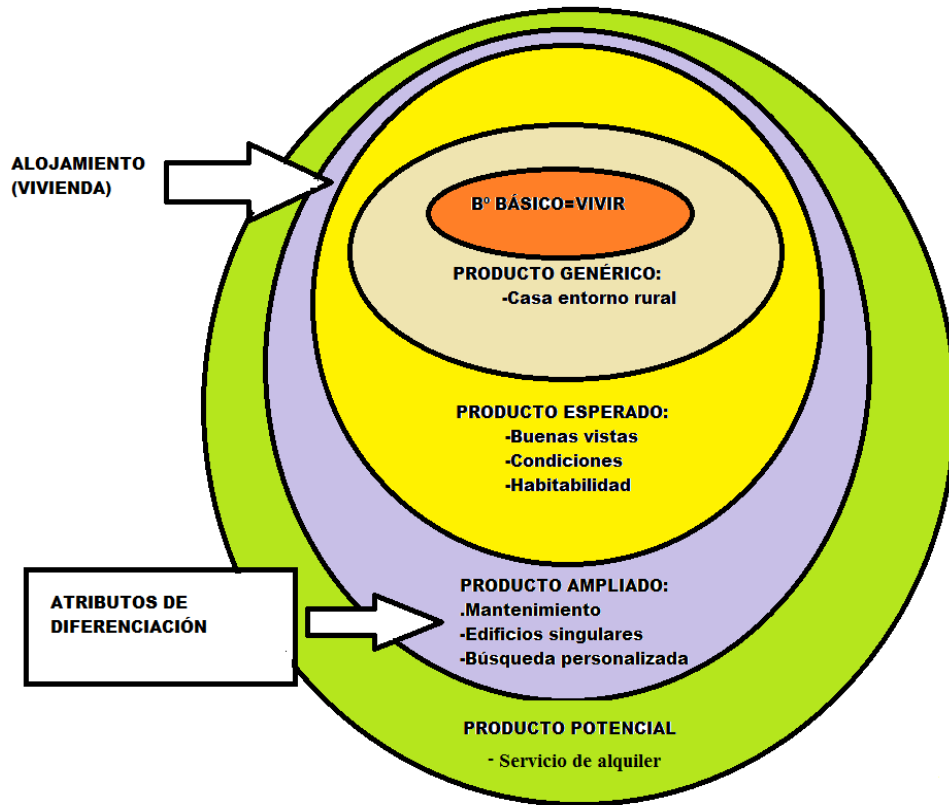 ALOJAMIENTO
(VIVIENDA)
Bº BÁSICO=VIVIR
PRODUCTO GENÉRICO:
-Casa entorno rural
PRODUCTO ESPERADO:
-Buenas vistas
-Condiciones
-Habitabilidad
ATRIBUTOS DE
DIFERENCIACIÓN
PRODUCTO AMPLIADO:
.Mantenimiento
-Edificios singulares
-Búsqueda personalizada
PRODUCTO POTENCIAL
- Servicio de alquiler